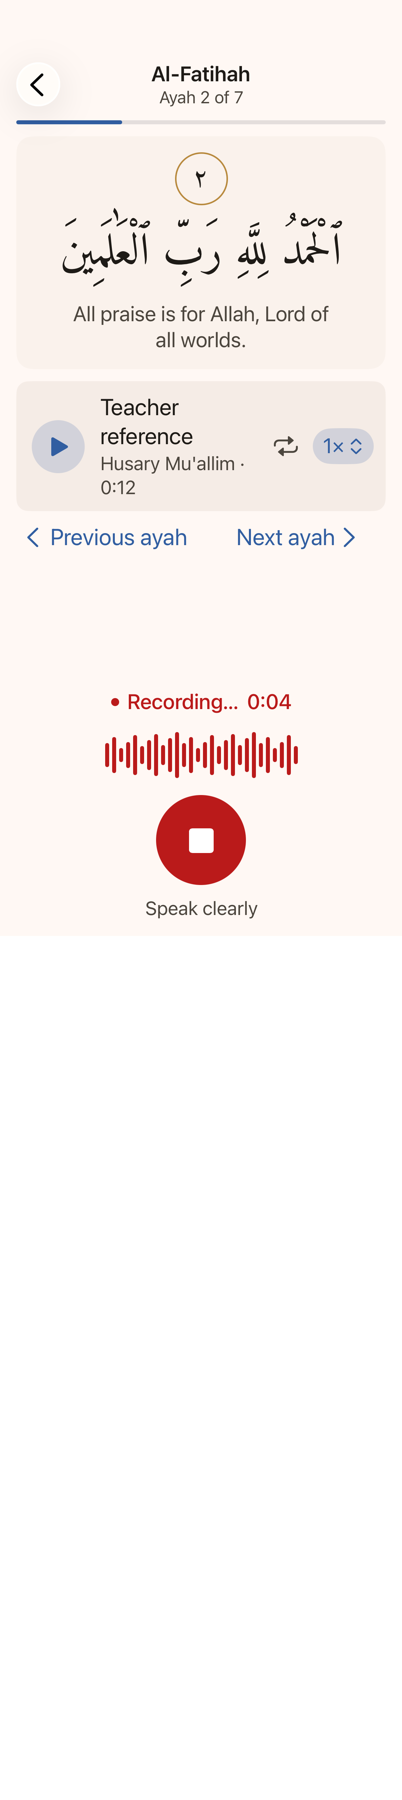 Al-Fatihah
Ayah 2 of 7
٢
ٱلْحَمْدُ لِلَّهِ رَبِّ ٱلْعَٰلَمِينَ
All praise is for Allah, Lord of
all worlds.
Teacher
reference
Husary Mu'allim ·
0:12
1×
Previous ayah
Next ayah
Recording... 0:04
Speak clearly